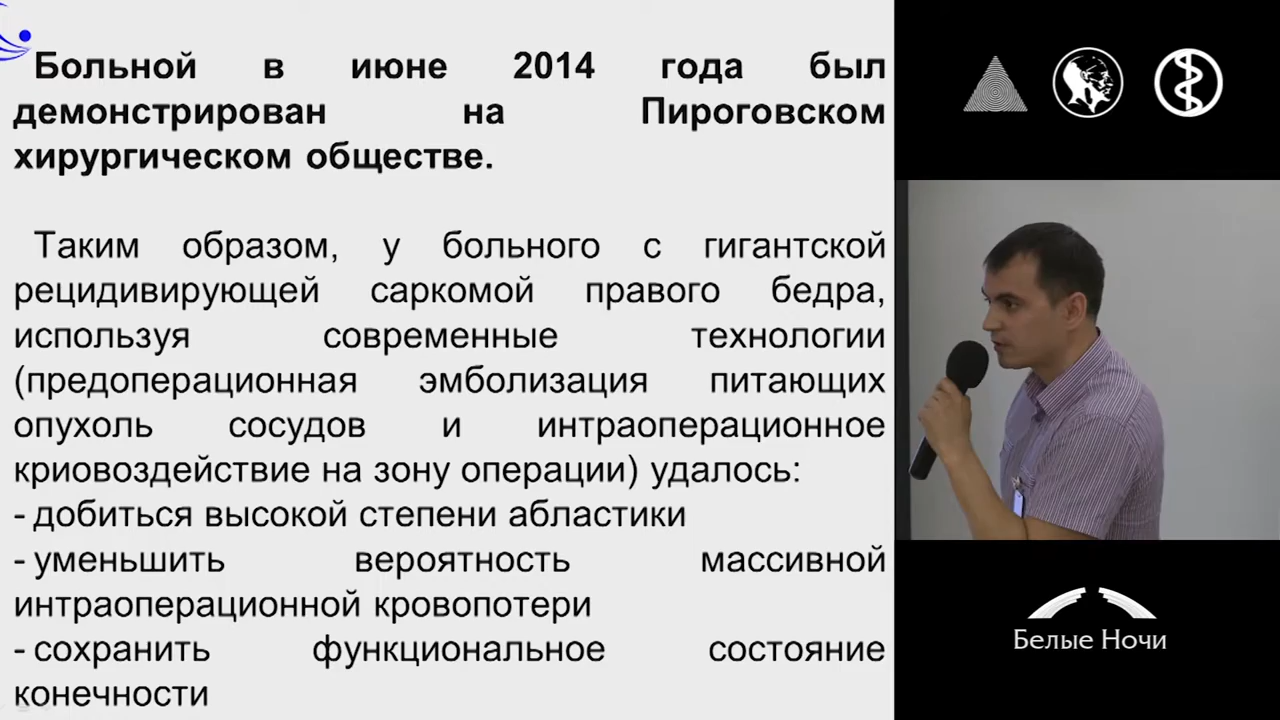 Больной в июне 2014 года был
демонстрирован на Пироговском
хирургическом обществе.
Таким образом, у больного с гигантской
рецидивирующей саркомой правого бедра,
используя современные технологии
(предоперационная эмболизация питающих
опухоль сосудов и интраоперационное
криовоздействие на зону операции) удалось:
- добиться высокой степени абластики
- уменьшить вероятность массивной
интраоперационной кровопотери
- сохранить функциональное состояние
конечности
Белые Ночи